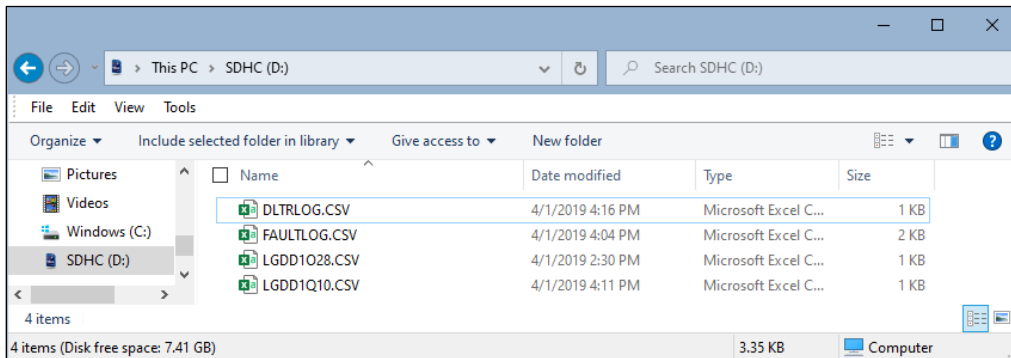 This PC > SDHC (D:)
Search SDHC (D:)
File Edit View Tools
Organize Include selected folder in library Give access to New folder
Pictures
Videos
Windows (C:)
SDHC (D:)
Name Date modified Type Size
DLTRLOG.CSV 4/1/2019 4:16 PM Microsoft Excel C... 1 KB
FAULTLOG.CSV 4/1/2019 4:04 PM Microsoft Excel C... 2 KB
LGDD1O28.CSV 4/1/2019 2:30 PM Microsoft Excel C... 1 KB
LGDD1Q10.CSV 4/1/2019 4:11 PM Microsoft Excel C... 1 KB
4 items
4 items (Disk free space: 7.41 GB) 3.35 KB Computer